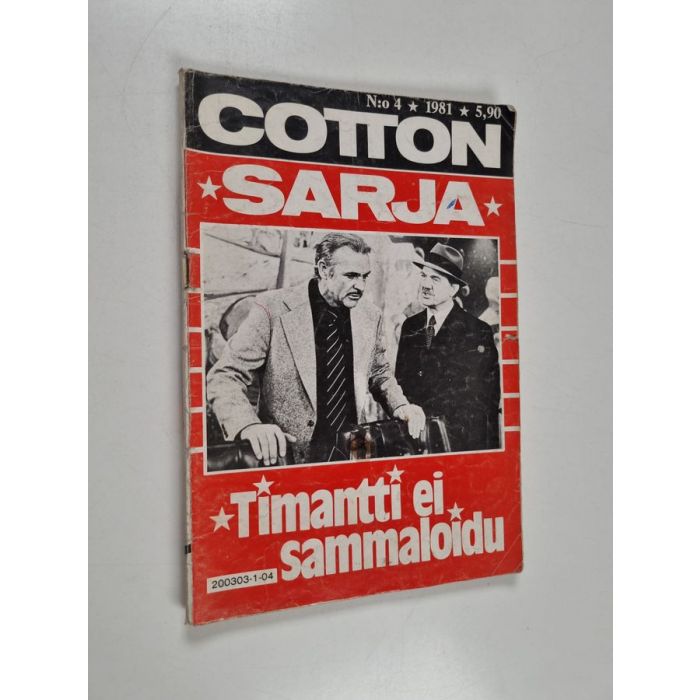 N:o 4 ★ 1981 ★ 5,90
COTTON
★ SARJA ★
★ Timantti ei
sammaloidu
200303-1-04